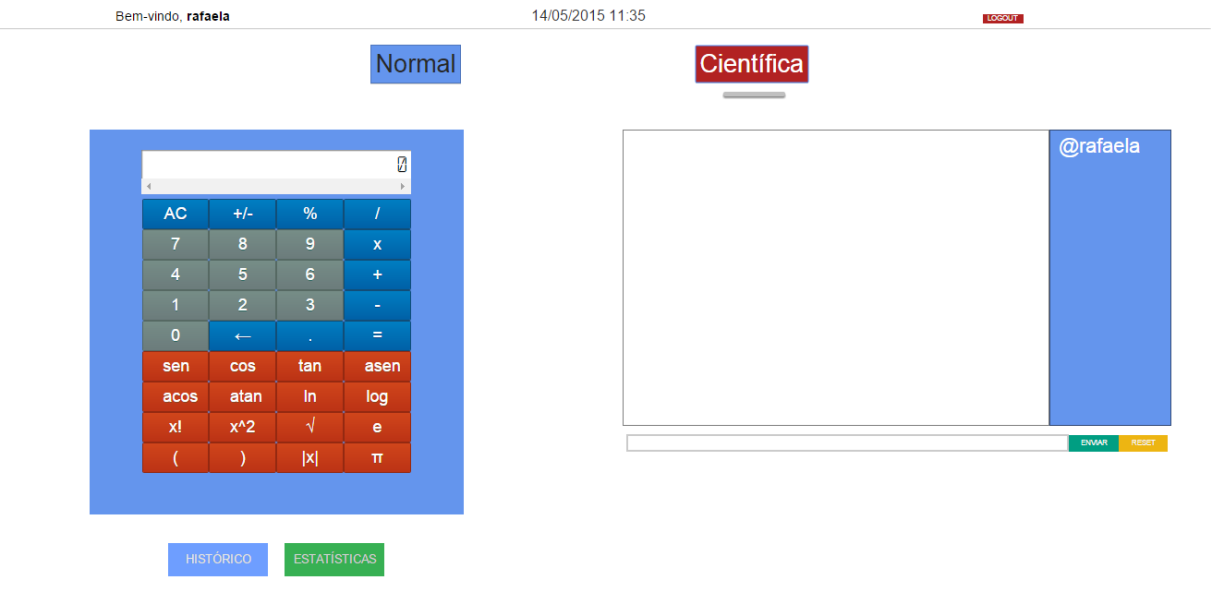 Bem-vindo, rafaela 14/05/2015 11:35 LOGOUT
Normal Científica
@rafaela
0
AC +/- % /
7 8 9 x
4 5 6 +
1 2 3 -
0 ← . =
sen cos tan asen
acos atan ln log
x! x^2 √ e
( ) |x| π
ENVIAR RESET
HISTÓRICO ESTATÍSTICAS